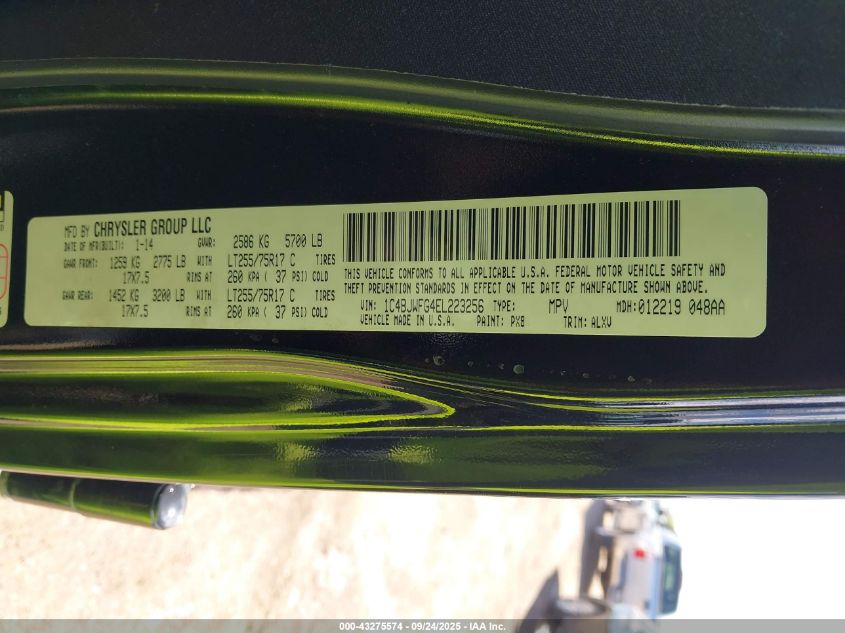 MFD BY CHRYSLER GROUP LLC
DATE OF MFR(BUILT): 1-14 GVWR: 2586 KG 5700 LB
GAWR FRONT: 1259 KG 2775 LB WITH LT255/75R17 C TIRES
17X7.5 RIMS AT 260 KPA ( 37 PSI) COLD
GAWR REAR: 1452 KG 3200 LB WITH LT255/75R17 C TIRES
17X7.5 RIMS AT 260 KPA ( 37 PSI) COLD
THIS VEHICLE CONFORMS TO ALL APPLICABLE U.S.A. FEDERAL MOTOR VEHICLE SAFETY AND
THEFT PREVENTION STANDARDS IN EFFECT ON THE DATE OF MANUFACTURE SHOWN ABOVE.
VIN: 1C4BJWFG4EL223256 TYPE: MPV MDH: 012219 048AA
VEHICLE MADE IN U.S.A. PAINT: PX8 TRIM: ALXV
000-43275574 - 09/24/2025 - IAA Inc.